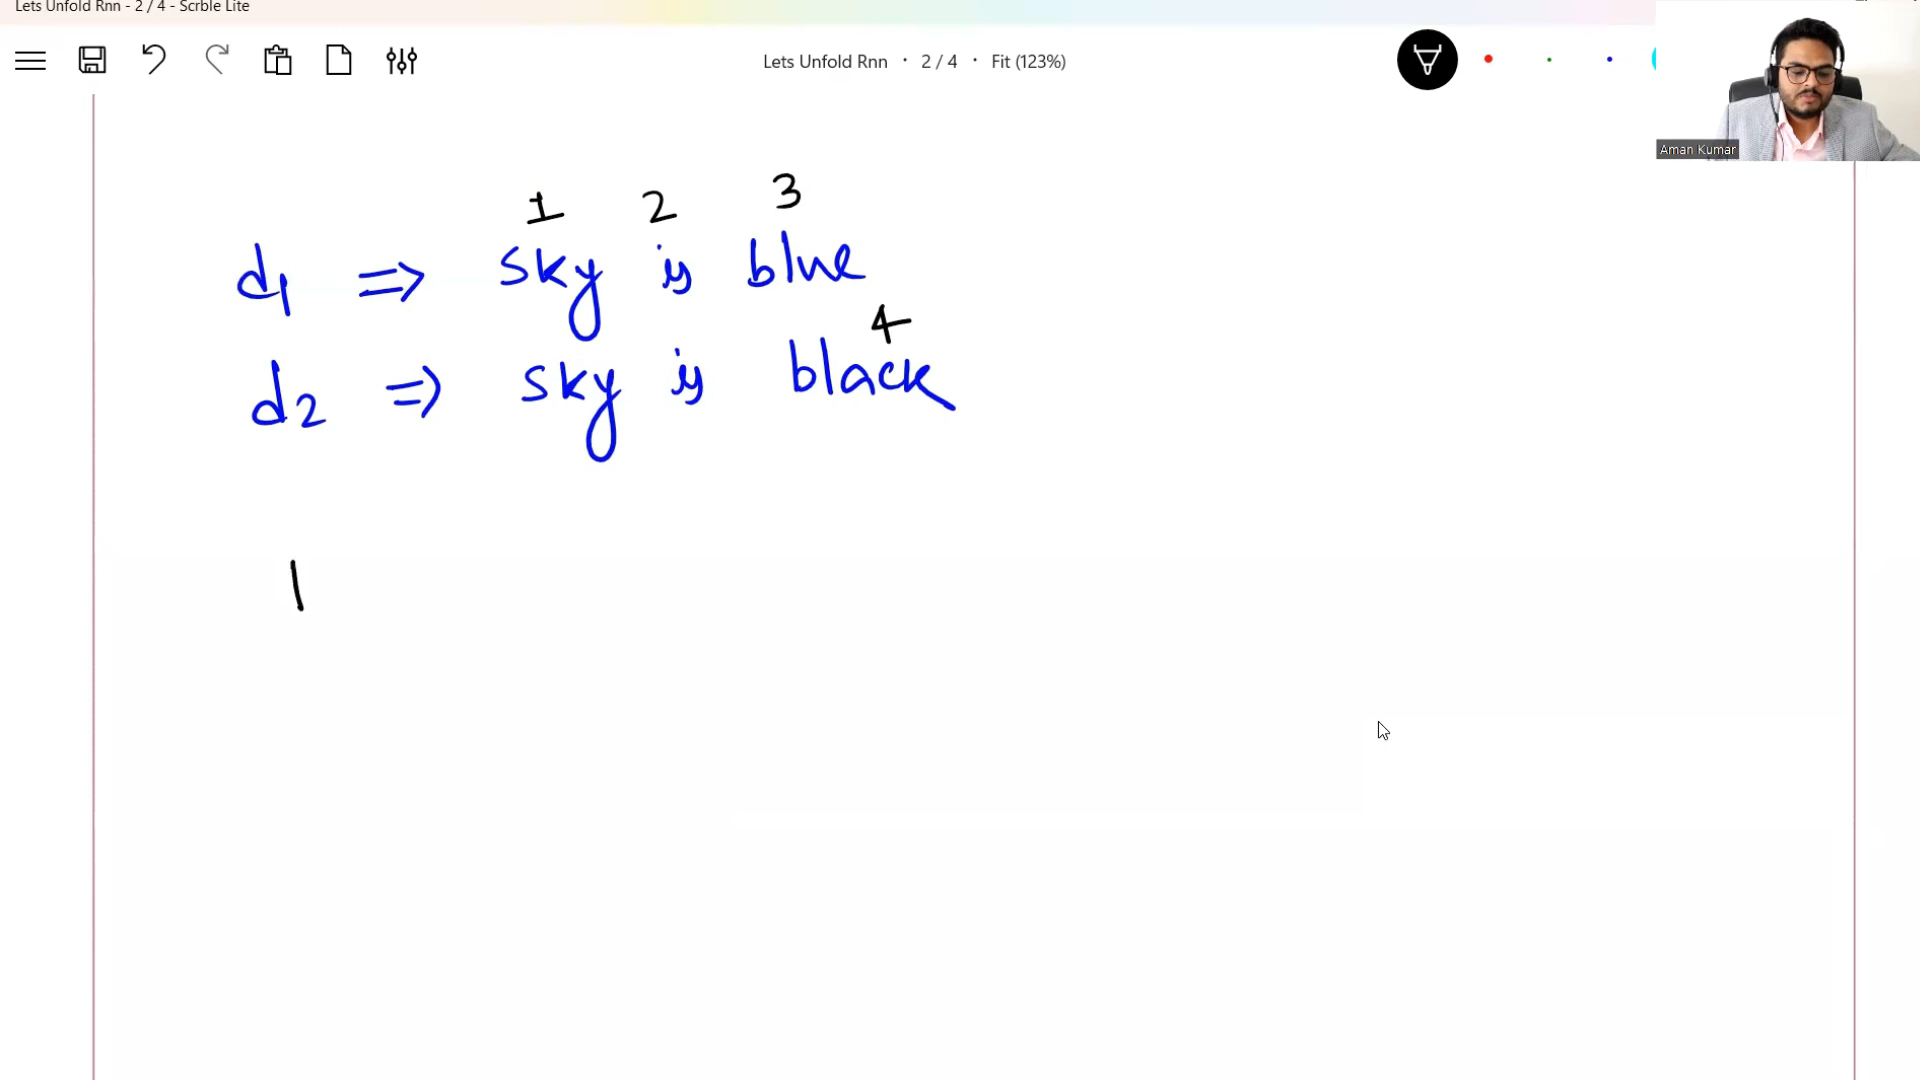 Lets Unfold Rnn - 2 / 4 - Scrble Lite
Lets Unfold Rnn · 2 / 4 · Fit (123%)
Aman Kumar
1 2 3
d1 => sky is blue
4
d2 => sky is black